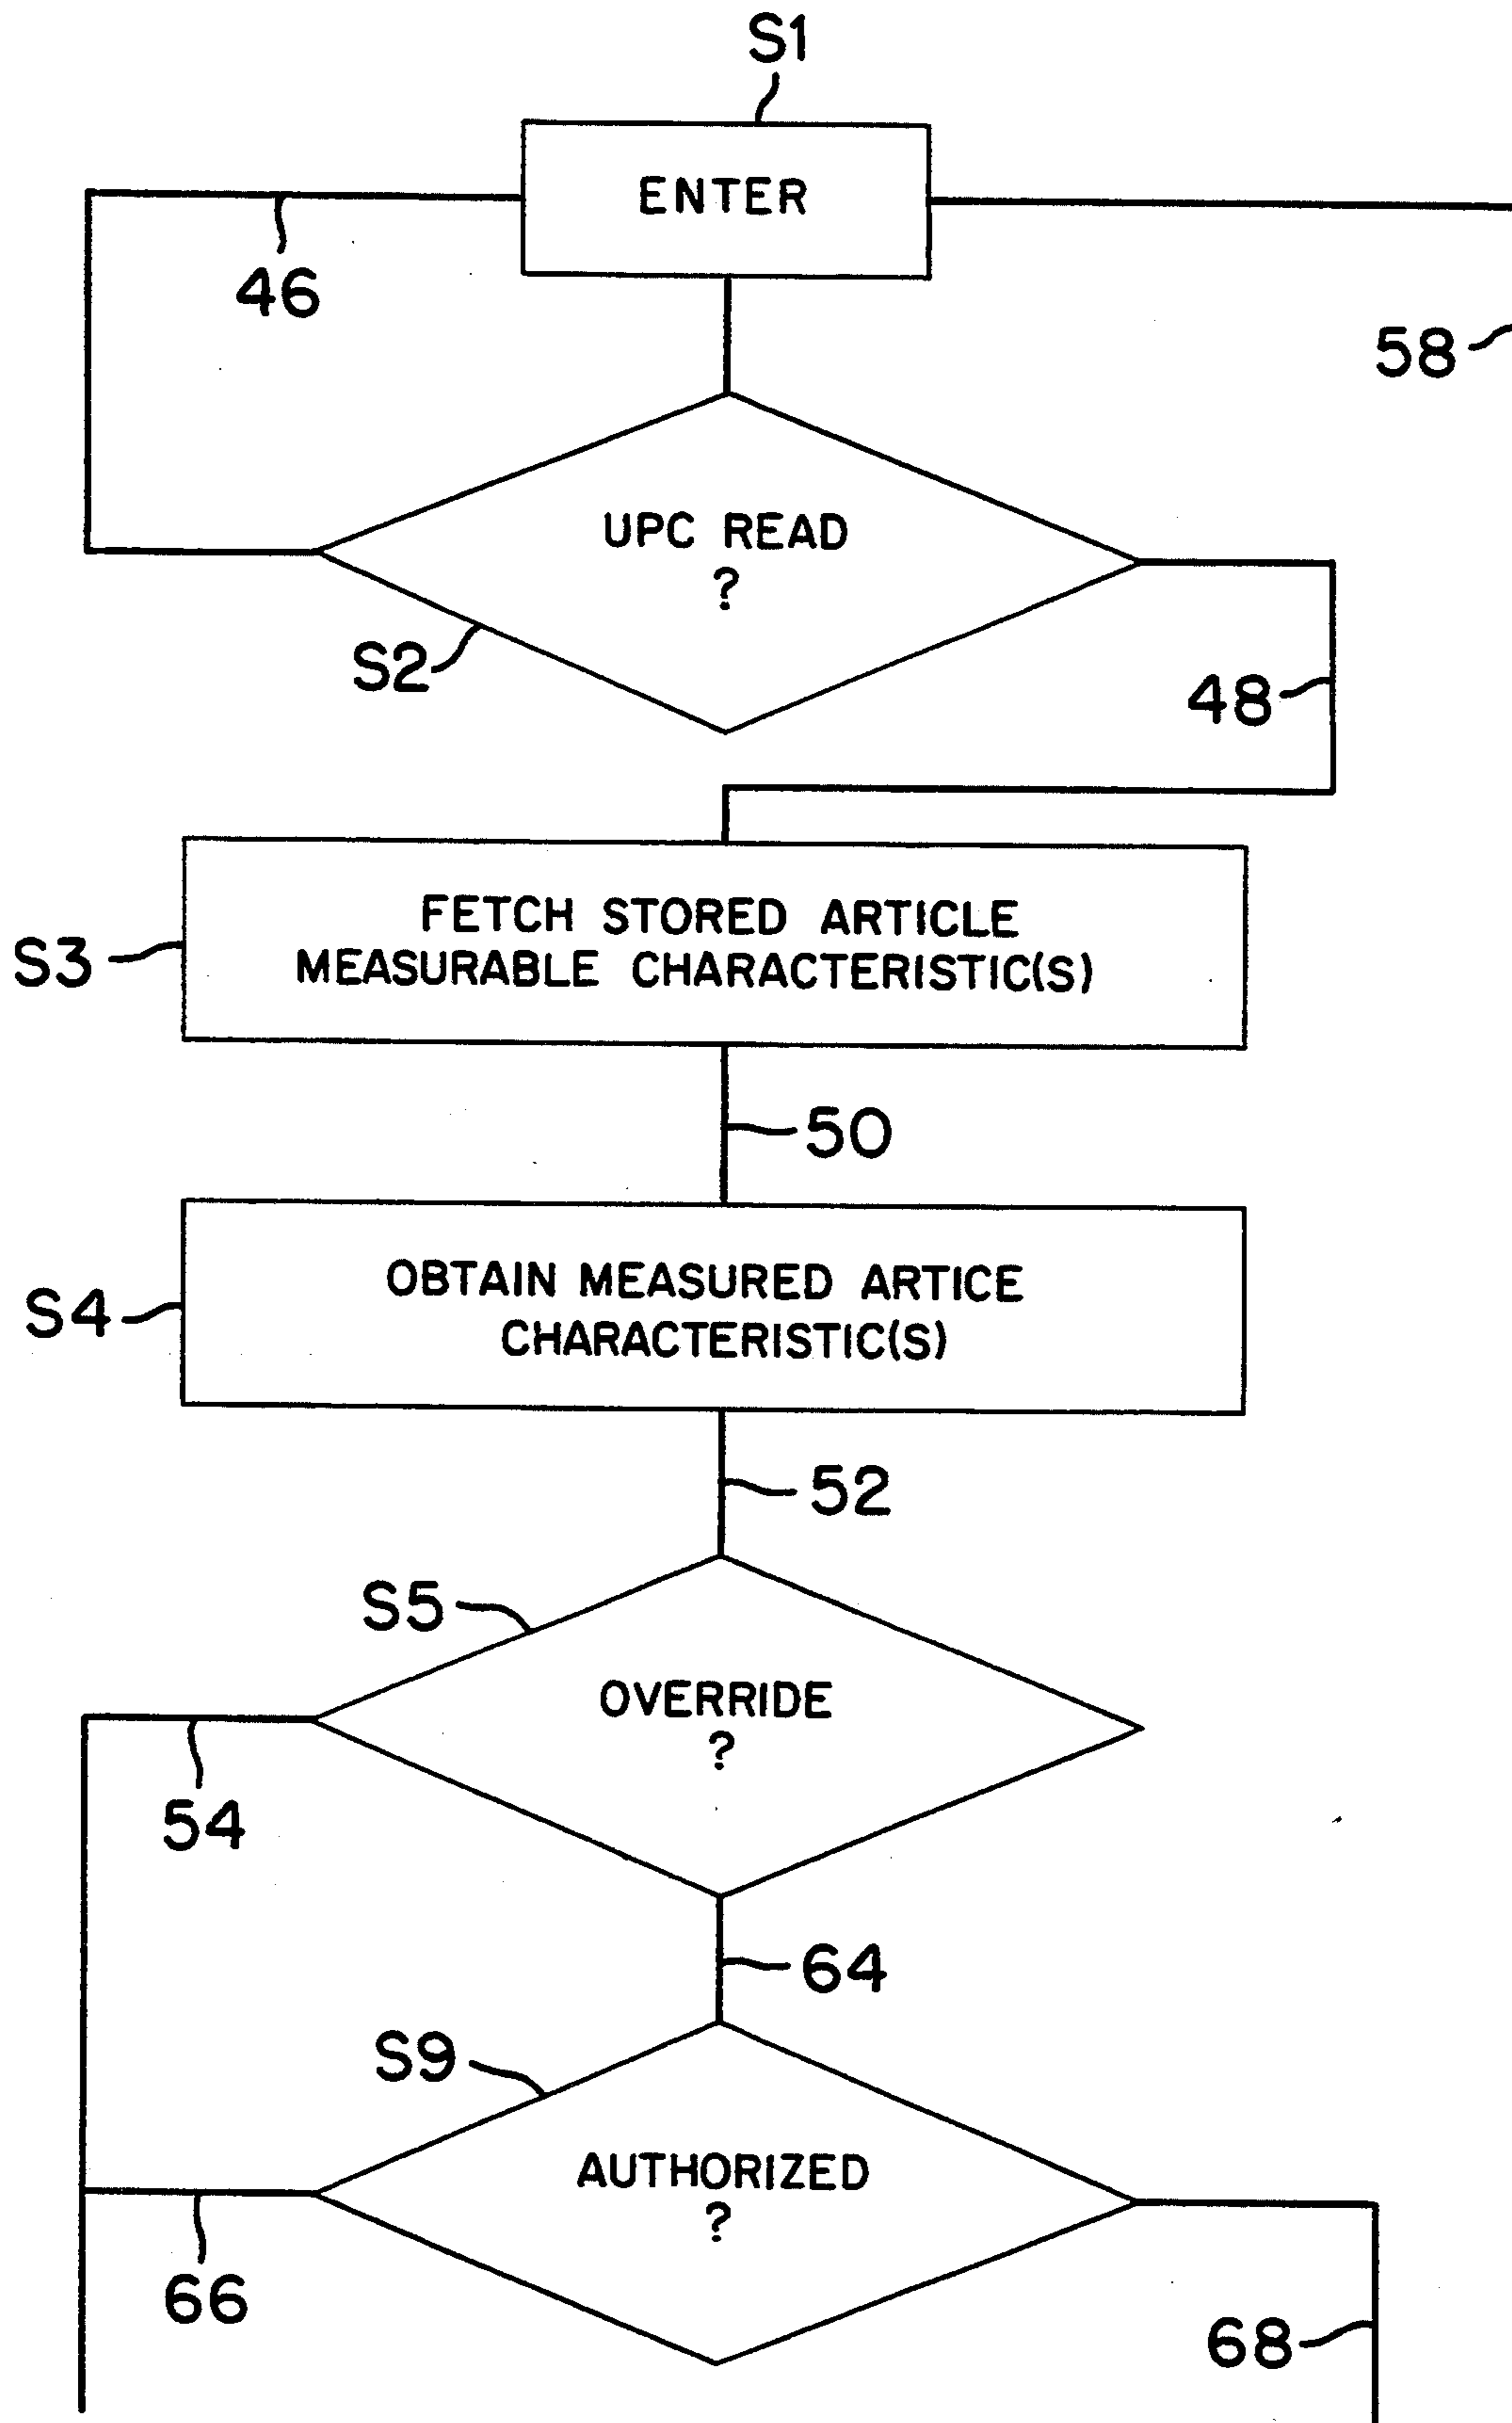 S1
ENTER
46
58
UPC READ
?
S2
48
FETCH STORED ARTICLE
MEASURABLE CHARACTERISTIC(S)
S3
50
OBTAIN MEASURED ARTICE
CHARACTERISTIC(S)
S4
52
S5
OVERRIDE
?
54
64
S9
AUTHORIZED
?
66
68